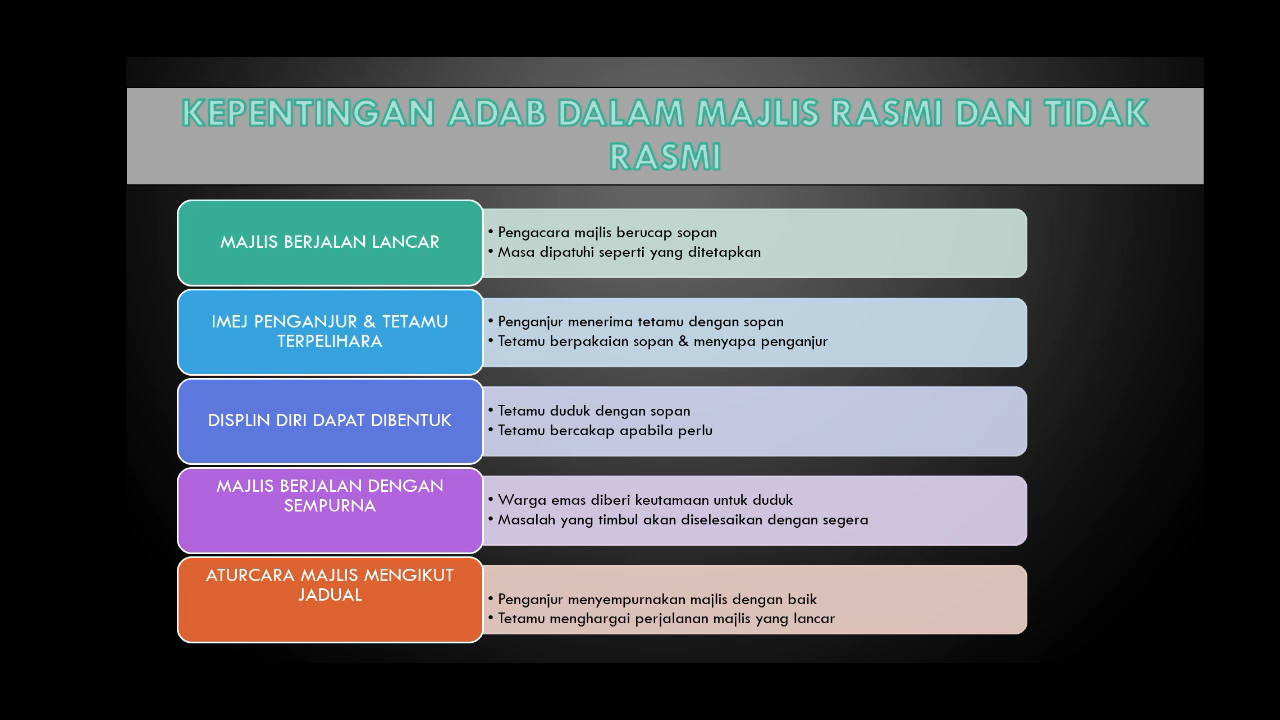 KEPENTINGAN ADAB DALAM MAJLIS RASMI DAN TIDAK
RASMI
MAJLIS BERJALAN LANCAR
• Pengacara majlis berucap sopan
• Masa dipatuhi seperti yang ditetapkan
IMEJ PENGANJUR & TETAMU
TERPELIHARA
• Penganjur menerima tetamu dengan sopan
• Tetamu berpakaian sopan & menyapa penganjur
DISPLIN DIRI DAPAT DIBENTUK
• Tetamu duduk dengan sopan
• Tetamu bercakap apabila perlu
MAJLIS BERJALAN DENGAN
SEMPURNA
• Warga emas diberi keutamaan untuk duduk
• Masalah yang timbul akan diselesaikan dengan segera
ATURCARA MAJLIS MENGIKUT
JADUAL
• Penganjur menyempurnakan majlis dengan baik
• Tetamu menghargai perjalanan majlis yang lancar